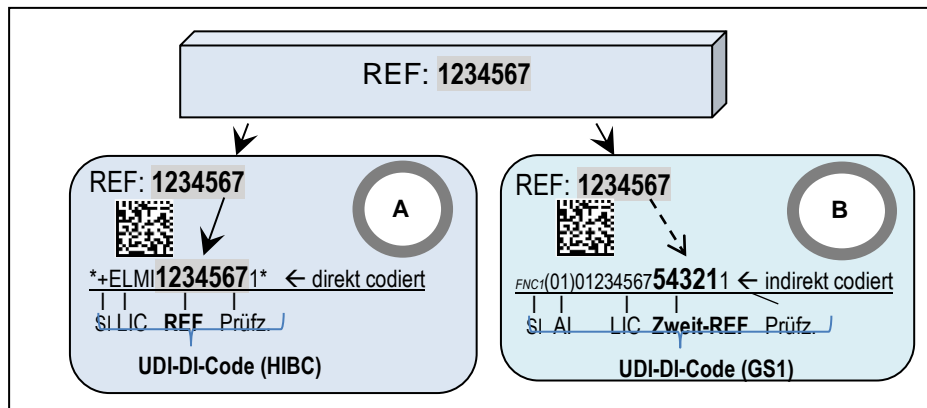 REF: 1234567
REF: 1234567
A
*+ELMI12345671* ← direkt codiert
SI LIC REF Prüfz.
UDI-DI-Code (HIBC)
REF: 1234567
B
FNC1(01)01234567543211 ← indirekt codiert
SI AI LIC Zweit-REF Prüfz.
UDI-DI-Code (GS1)